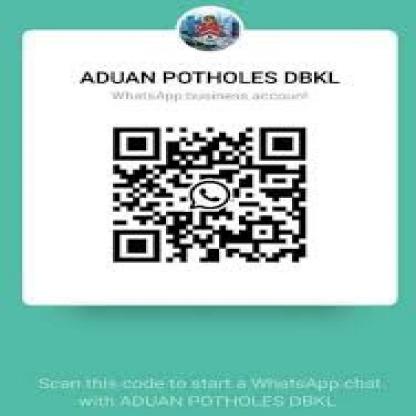 ADUAN POTHOLES DBKL
WhatsApp business account
Scan this code to start a WhatsApp chat
with ADUAN POTHOLES DBKL